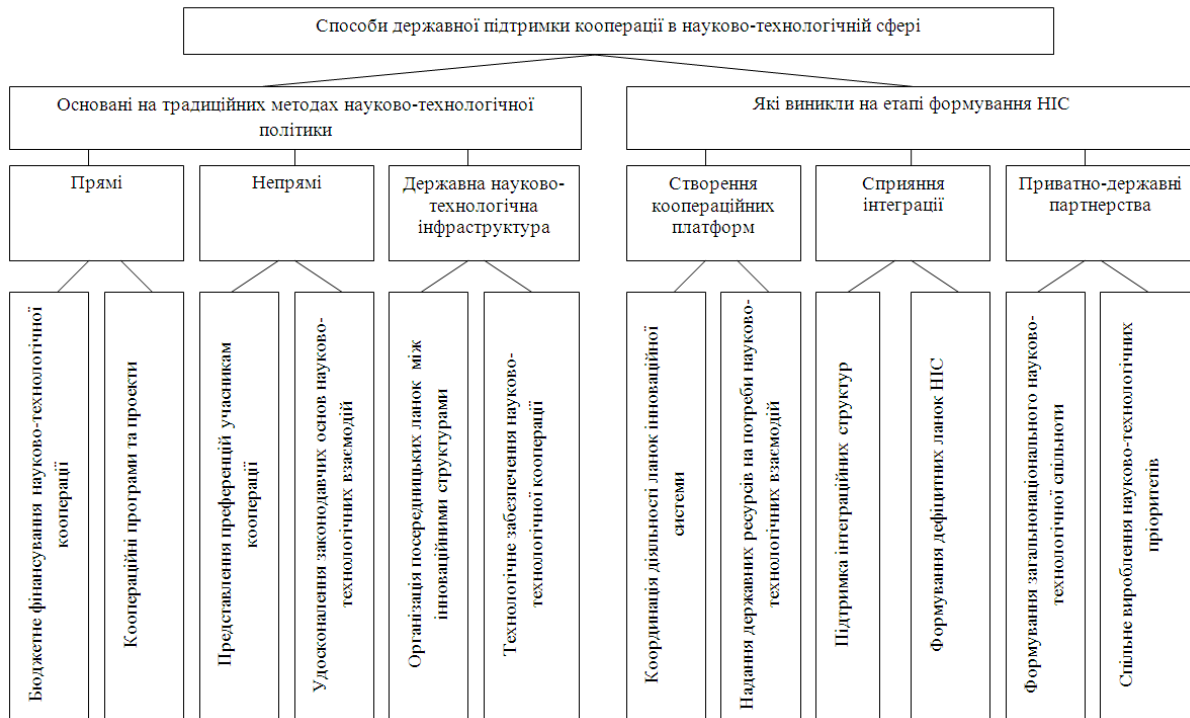 Способи державної підтримки кооперації в науково-технологічній сфері
Основані на традиційних методах науково-технологічної
політики
Які виникли на етапі формування НІС
Прямі
Непрямі
Державна науково-
технологічна
інфраструктура
Створення
коопераційних
платформ
Сприяння
інтеграції
Приватно-державні
партнерства
Бюджетне фінансування науково-технологічної
кооперації
Коопераційні програми та проекти
Представлення преференцій учасникам
кооперації
Удосконалення законодавчих основ науково-
технологічних взаємодій
Організація посередницьких ланок між
інноваційними структурами
Технологічне забезпечення науково-
технологічної кооперації
Координація діяльності ланок інноваційної
системи
Надання державних ресурсів на потреби науково-
технологічних взаємодій
Підтримка інтеграційних структур
Формування дефіцитних ланок НІС
Формування загальнонаціонального науково-
технологічної спільноти
Спільне вироблення науково-технологічних
пріоритетів